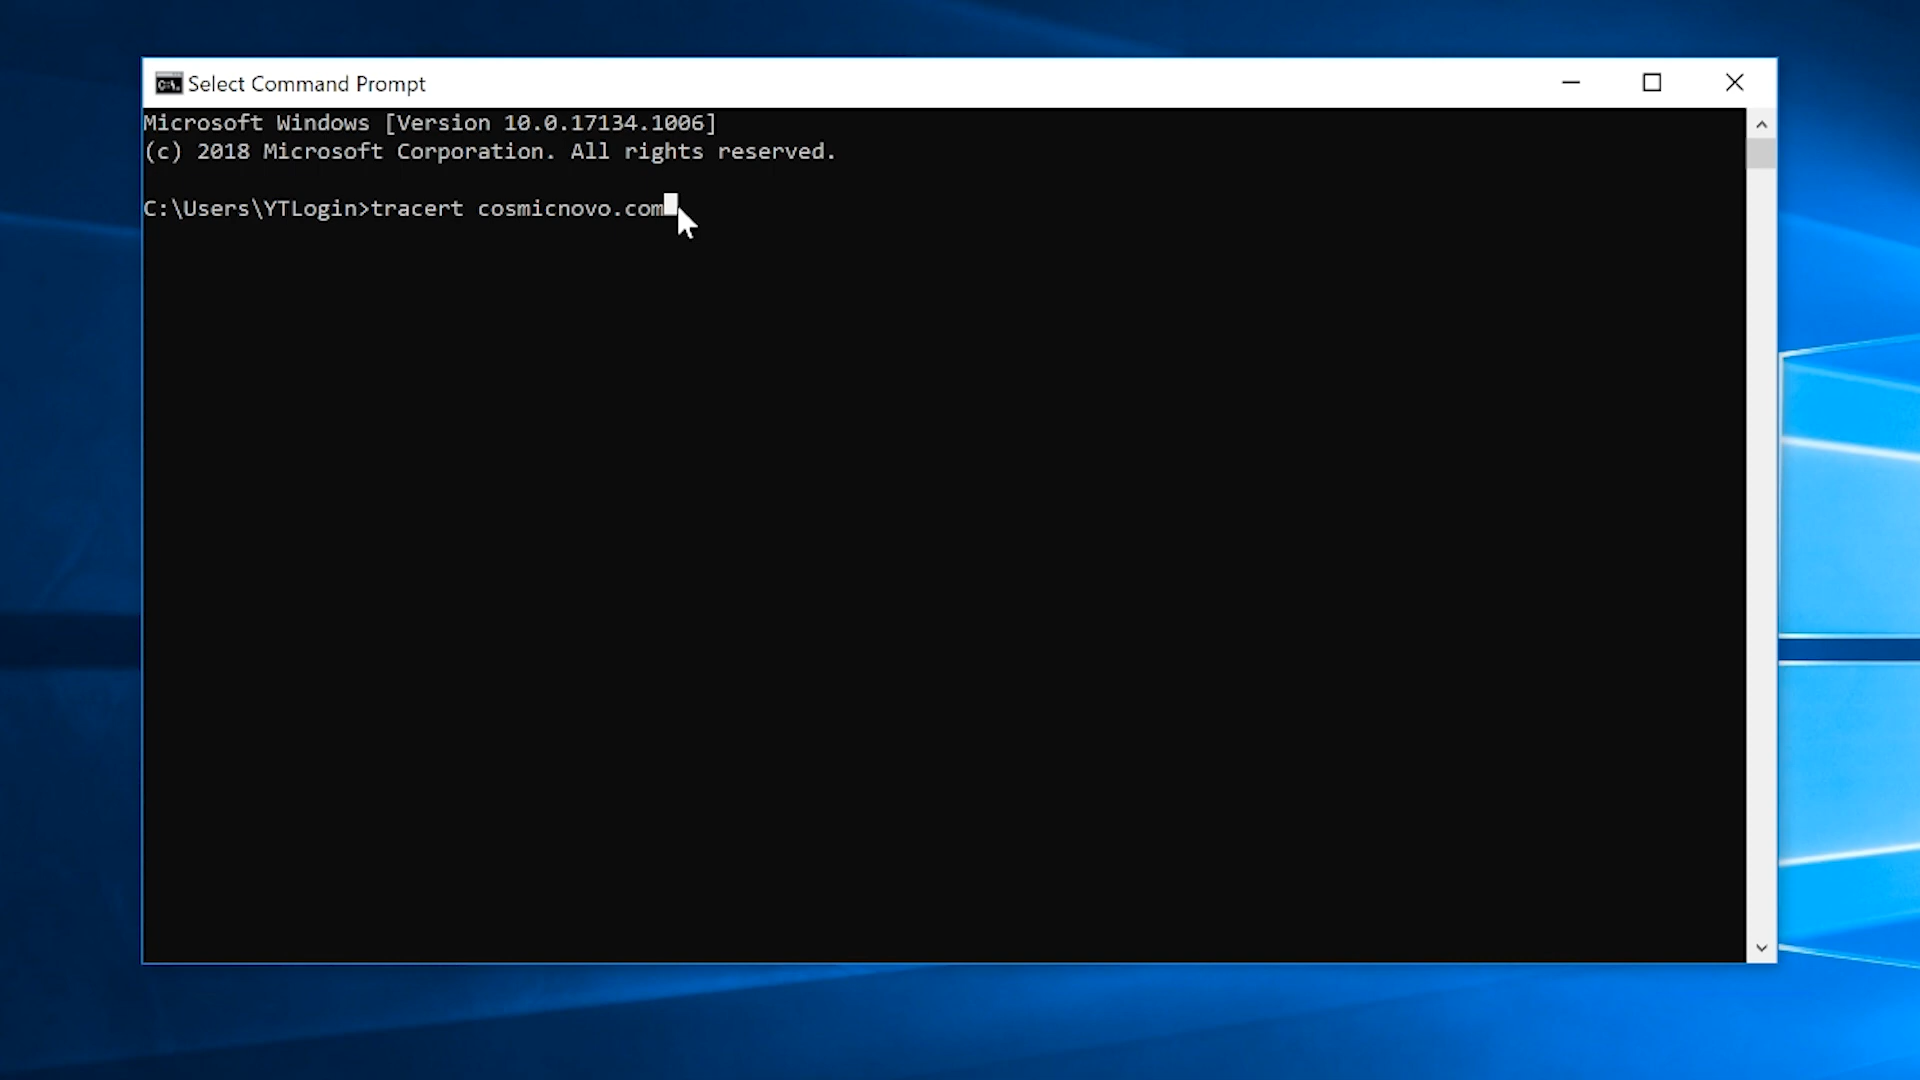 Select Command Prompt
Microsoft Windows [Version 10.0.17134.1006]
(c) 2018 Microsoft Corporation. All rights reserved.
C:\Users\YTLogin>tracert cosmicnovo.com